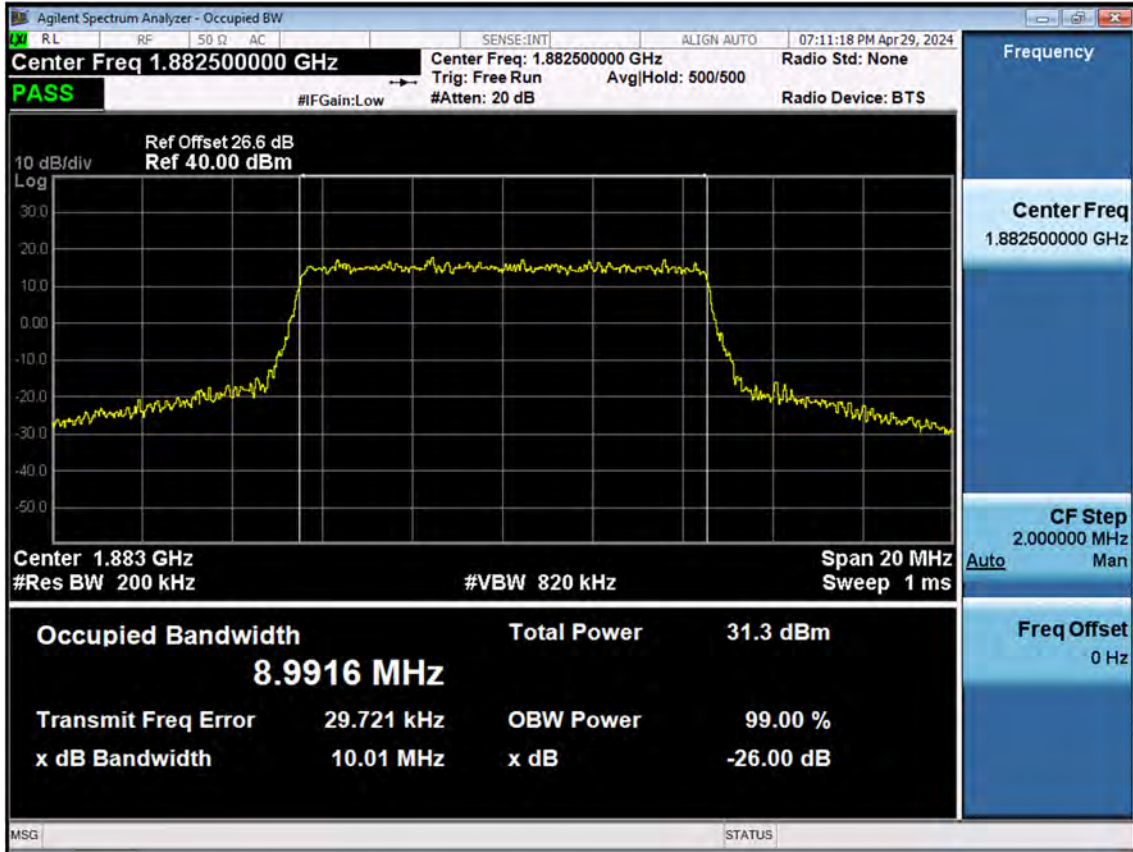 Agilent Spectrum Analyzer - Occupied BW
LXI RL RF 50 Ω AC SENSE:INT ALIGN AUTO 07:11:18 PM Apr 29, 2024
Center Freq 1.882500000 GHz
Center Freq: 1.882500000 GHz
Radio Std: None
Trig: Free Run
Avg|Hold: 500/500
PASS
#IFGain:Low
#Atten: 20 dB
Radio Device: BTS
Ref Offset 26.6 dB
10 dB/div
Ref 40.00 dBm
Log
30.0
20.0
10.0
0.00
-10.0
-20.0
-30.0
-40.0
-50.0
Center 1.883 GHz
Span 20 MHz
#Res BW 200 kHz
#VBW 820 kHz
Sweep 1 ms
Occupied Bandwidth
8.9916 MHz
Total Power 31.3 dBm
Transmit Freq Error 29.721 kHz
OBW Power 99.00 %
x dB Bandwidth 10.01 MHz
x dB -26.00 dB
MSG
STATUS
Frequency
Center Freq
1.882500000 GHz
CF Step
2.000000 MHz
Auto Man
Freq Offset
0 Hz